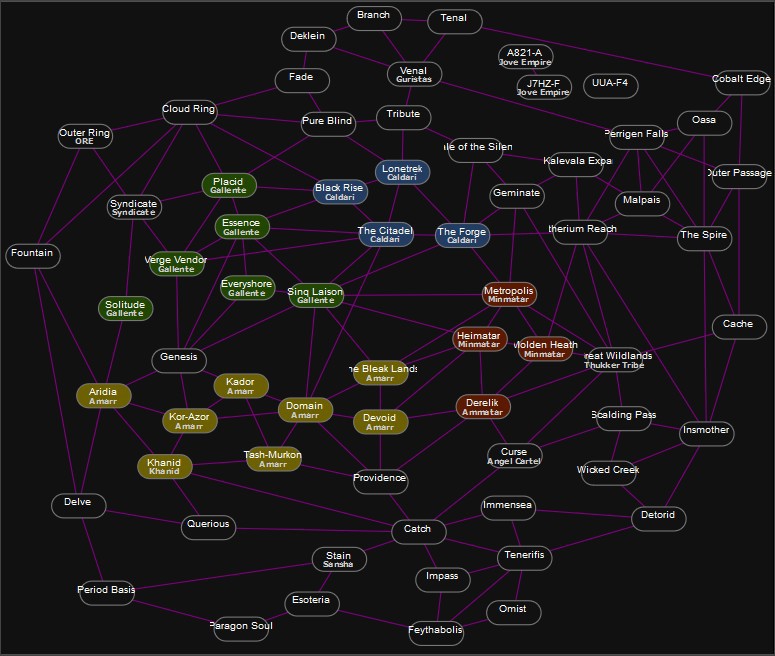 Branch
Tenal
Deklein
A821-A
Jove Empire
Fade
Venal
Guristas
J7HZ-F
Jove Empire
UUA-F4
Cobalt Edge
Cloud Ring
Pure Blind
Tribute
Oasa
Outer Ring
ORE
Perrigen Falls
ale of the Silen
Kalevala Expa
Lonetrek
Caldari
Outer Passage
Placid
Gallente
Black Rise
Caldari
Geminate
Malpais
Syndicate
Syndicate
Essence
Gallente
The Citadel
Caldari
The Forge
Caldari
therium Reach
The Spire
Fountain
Verge Vendor
Gallente
Everyshore
Gallente
Sing Laison
Gallente
Metropolis
Minmatar
Solitude
Gallente
Cache
Heimatar
Minmatar
Molden Heath
Minmatar
Genesis
reat Wildlands
Thukker Tribe
he Bleak Lands
Amarr
Kador
Amarr
Aridia
Amarr
Domain
Amarr
Derelik
Ammatar
Kor-Azor
Amarr
Devoid
Amarr
Scalding Pass
Insmother
Tash-Murkon
Amarr
Curse
Angel Cartel
Khanid
Khanid
Wicked Creek
Providence
Delve
Immensea
Detorid
Querious
Catch
Stain
Sansha
Tenerifis
Impass
Period Basis
Esoteria
Omist
Paragon Soul
Feythabolis